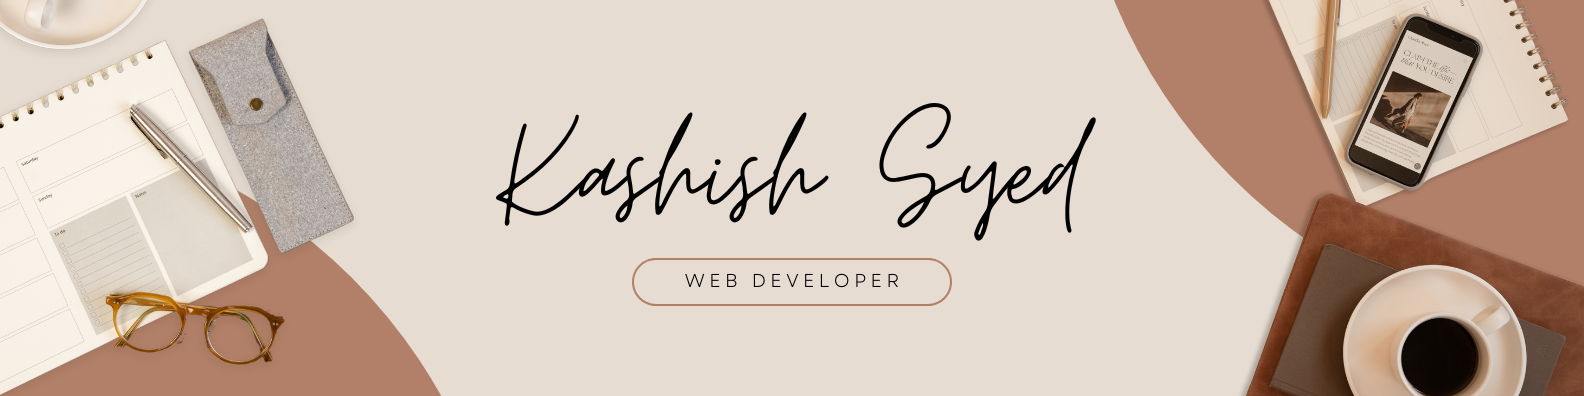 Saturday
Sunday
To do
Notes
Kashish Syed
WEB DEVELOPER
CLAIM THE life
that YOU DESIRE